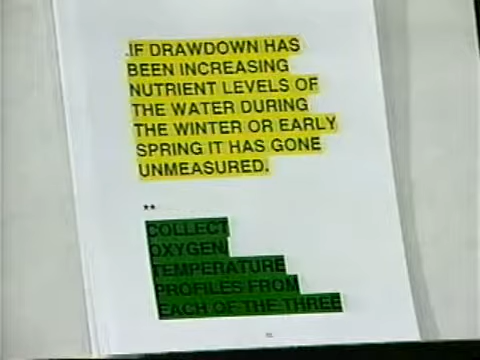 .IF DRAWDOWN HAS
BEEN INCREASING
NUTRIENT LEVELS OF
THE WATER DURING
THE WINTER OR EARLY
SPRING IT HAS GONE
UNMEASURED.
**
COLLECT
OXYGEN/
TEMPERATURE
PROFILES FROM
EACH OF THE THREE